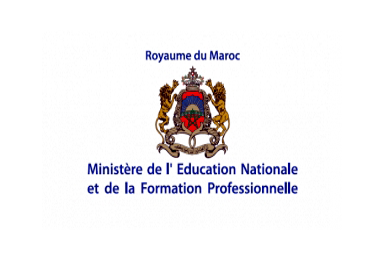 Royaume du Maroc
Ministère de l' Education Nationale
et de la Formation Professionnelle